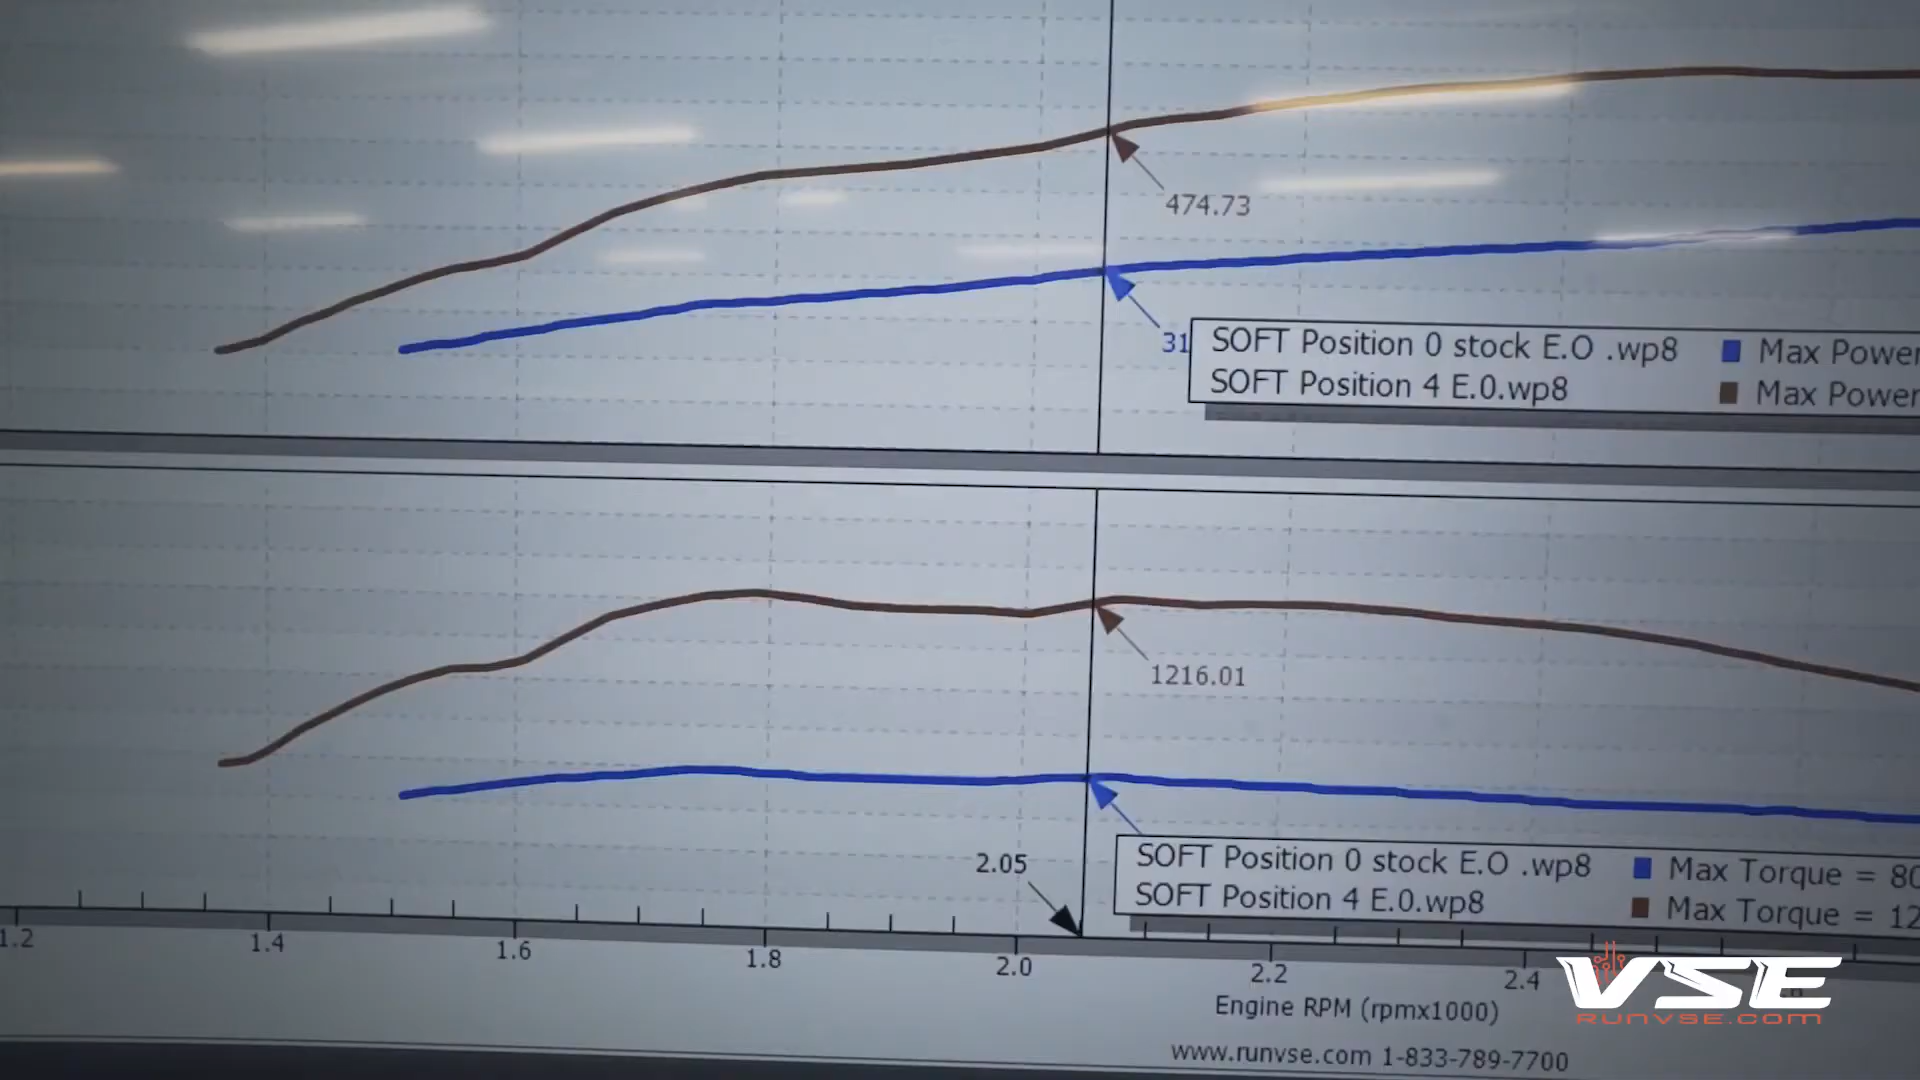 474.73
31
SOFT Position 0 stock E.O .wp8 Max Power
SOFT Position 4 E.0.wp8 Max Power
1216.01
2.05
SOFT Position 0 stock E.O .wp8 Max Torque = 80
SOFT Position 4 E.0.wp8 Max Torque = 12
1.2 1.4 1.6 1.8 2.0 2.2 2.4
Engine RPM (rpmx1000)
VSE
RUNVSE.COM
www.runvse.com 1-833-789-7700